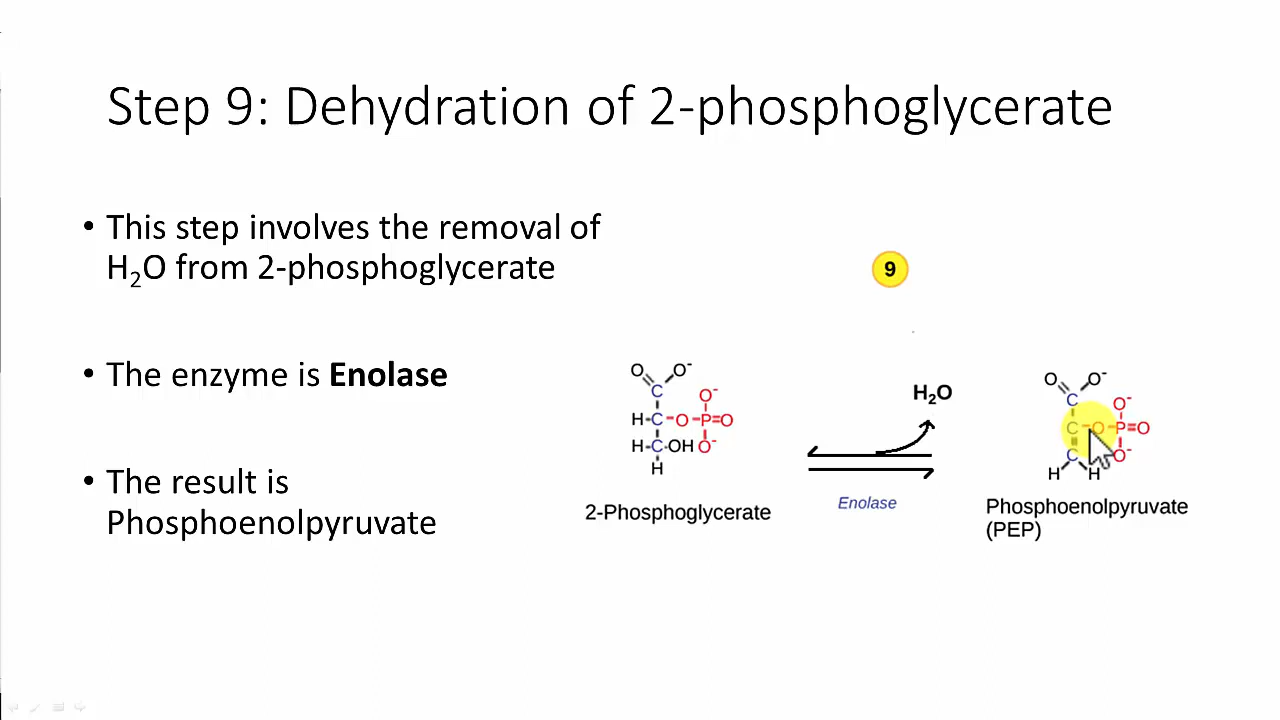 Step 9: Dehydration of 2-phosphoglycerate
• This step involves the removal of
H₂O from 2-phosphoglycerate
• The enzyme is Enolase
• The result is
Phosphoenolpyruvate
9
O O⁻
C O⁻
H-C-O-P=O
H-C-OH O⁻
H
2-Phosphoglycerate
H₂O
Enolase
O O⁻
C O⁻
C-O-P=O
C O⁻
H H
Phosphoenolpyruvate
(PEP)